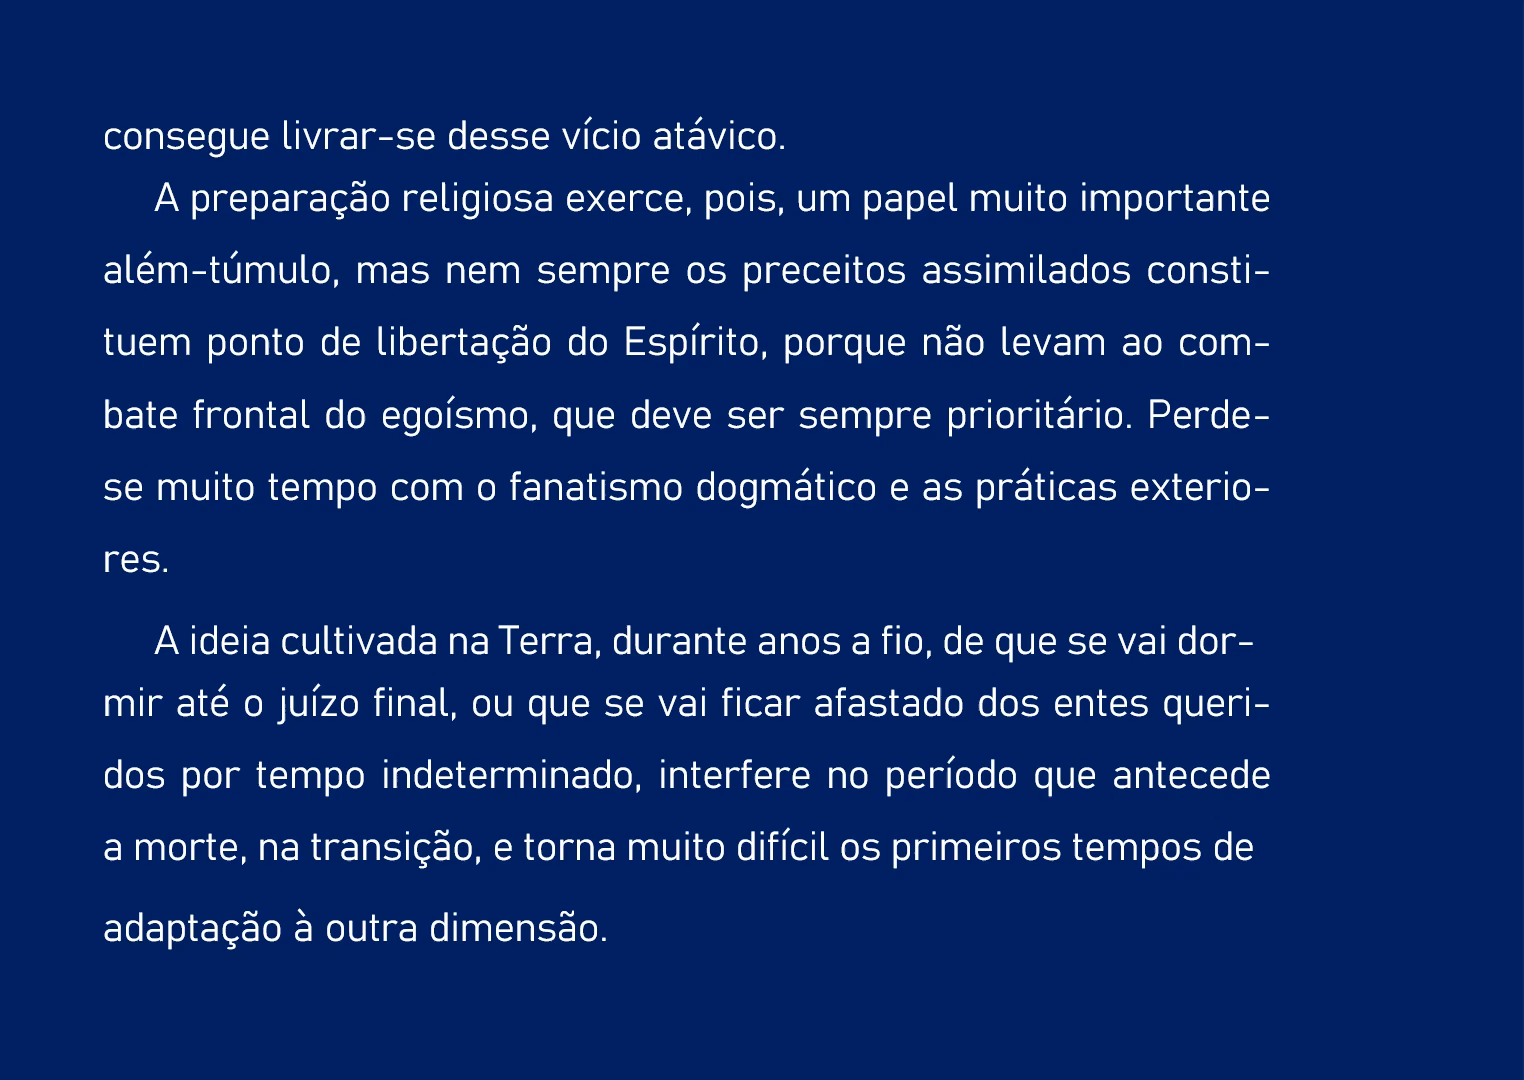 consegue livrar-se desse vício atávico.
A preparação religiosa exerce, pois, um papel muito importante
além-túmulo, mas nem sempre os preceitos assimilados consti-
tuem ponto de libertação do Espírito, porque não levam ao com-
bate frontal do egoísmo, que deve ser sempre prioritário. Perde-
se muito tempo com o fanatismo dogmático e as práticas exterio-
res.
A ideia cultivada na Terra, durante anos a fio, de que se vai dor-
mir até o juízo final, ou que se vai ficar afastado dos entes queri-
dos por tempo indeterminado, interfere no período que antecede
a morte, na transição, e torna muito difícil os primeiros tempos de
adaptação à outra dimensão.